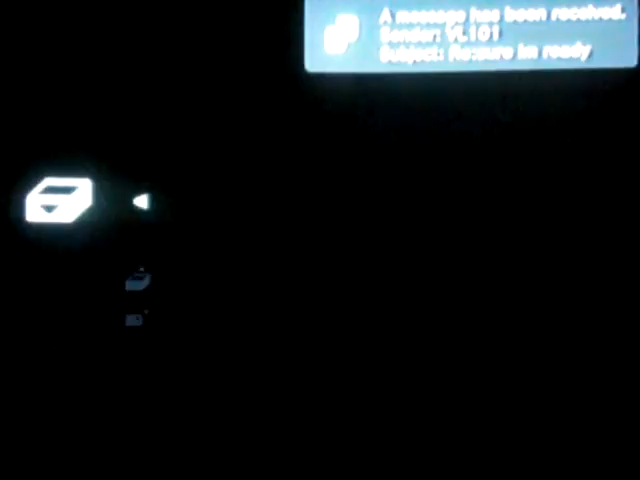 A message has been received.
Sender: VL101
Subject: Re:sure im ready